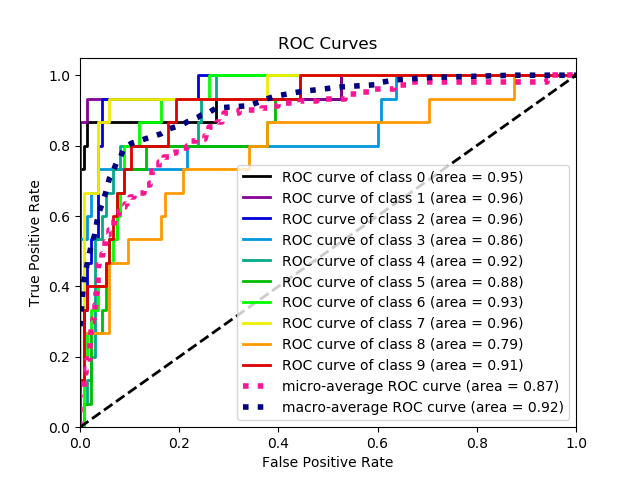 ROC Curves
True Positive Rate
1.0
0.8
0.6
0.4
0.2
0.0
0.0 0.2 0.4 0.6 0.8 1.0
False Positive Rate
ROC curve of class 0 (area = 0.95)
ROC curve of class 1 (area = 0.96)
ROC curve of class 2 (area = 0.96)
ROC curve of class 3 (area = 0.86)
ROC curve of class 4 (area = 0.92)
ROC curve of class 5 (area = 0.88)
ROC curve of class 6 (area = 0.93)
ROC curve of class 7 (area = 0.96)
ROC curve of class 8 (area = 0.79)
ROC curve of class 9 (area = 0.91)
micro-average ROC curve (area = 0.87)
macro-average ROC curve (area = 0.92)